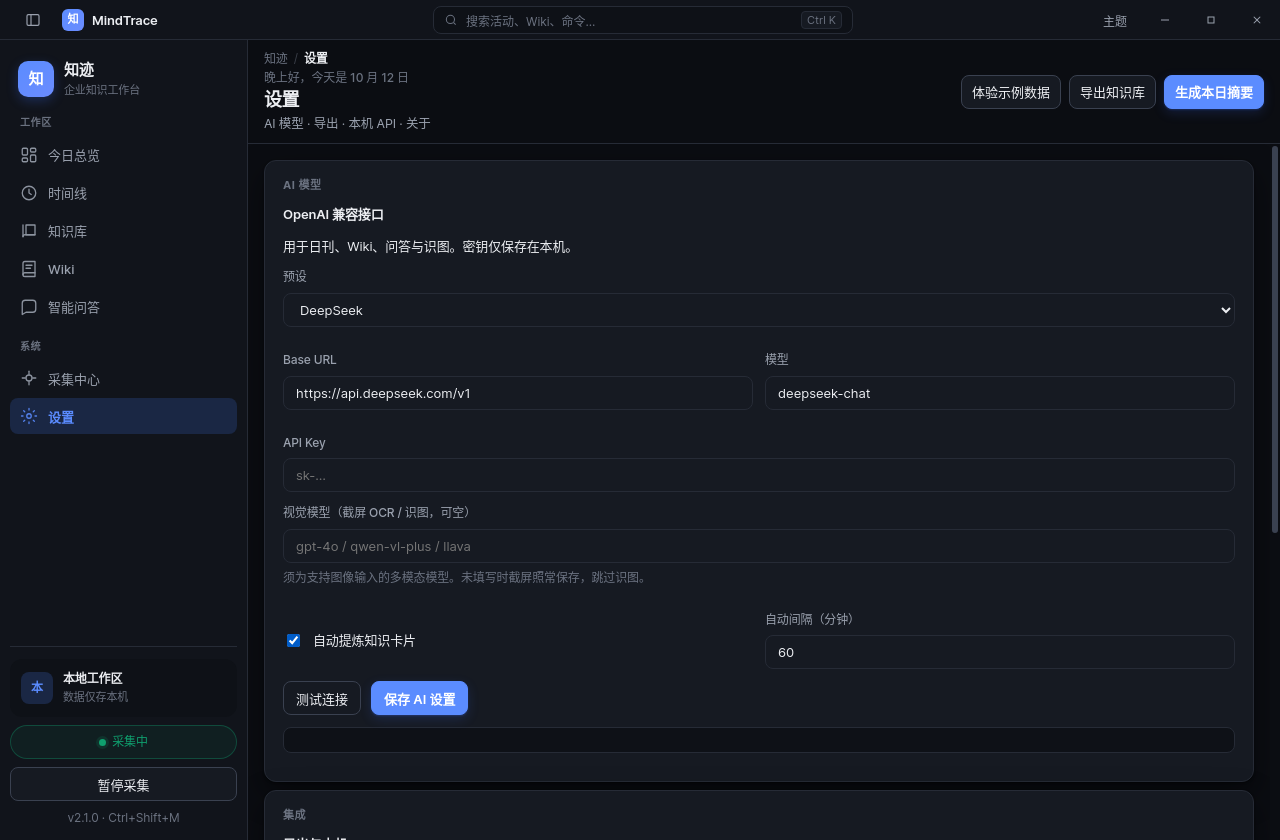 知 MindTrace
搜索活动、Wiki、命令...
Ctrl K
主题
知
知迹
企业知识工作台
工作区
今日总览
时间线
知识库
Wiki
智能问答
系统
采集中心
设置
本
本地工作区
数据仅存本机
采集中
暂停采集
v2.1.0 · Ctrl+Shift+M
知迹 / 设置
晚上好，今天是 10 月 12 日
设置
AI 模型 · 导出 · 本机 API · 关于
体验示例数据
导出知识库
生成本日摘要
AI 模型
OpenAI 兼容接口
用于日刊、Wiki、问答与识图。密钥仅保存在本机。
预设
DeepSeek
Base URL
模型
https://api.deepseek.com/v1
deepseek-chat
API Key
sk-...
视觉模型（截屏 OCR / 识图，可空）
gpt-4o / qwen-vl-plus / llava
须为支持图像输入的多模态模型。未填写时截屏照常保存，跳过识图。
自动提炼知识卡片
自动间隔（分钟）
60
测试连接
保存 AI 设置
集成